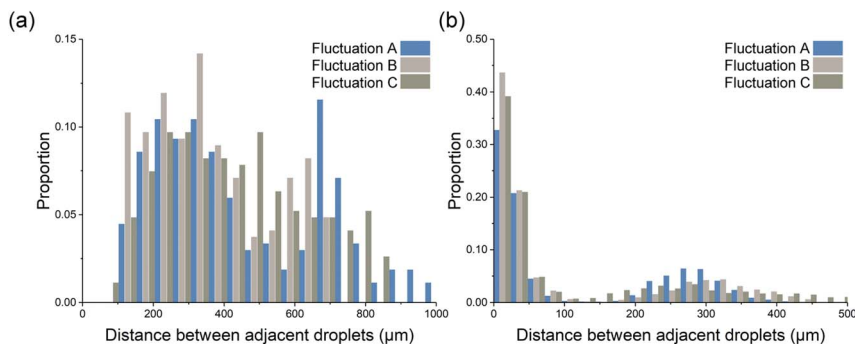 (a)
0.15
0.10
0.05
0.00
Proportion
Fluctuation A
Fluctuation B
Fluctuation C
200 400 600 800 1000
Distance between adjacent droplets (μm)
(b)
0.50
0.40
0.30
0.20
0.10
0.00
Proportion
Fluctuation A
Fluctuation B
Fluctuation C
0 100 200 300 400 500
Distance between adjacent droplets (μm)